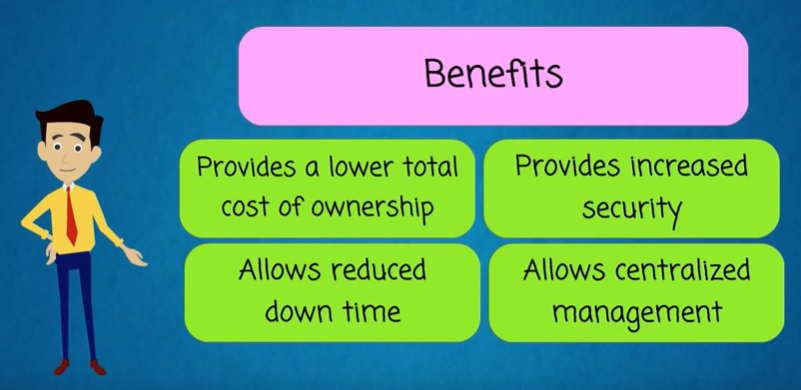 Benefits
Provides a lower total
cost of ownership
Provides increased
security
Allows reduced
down time
Allows centralized
management